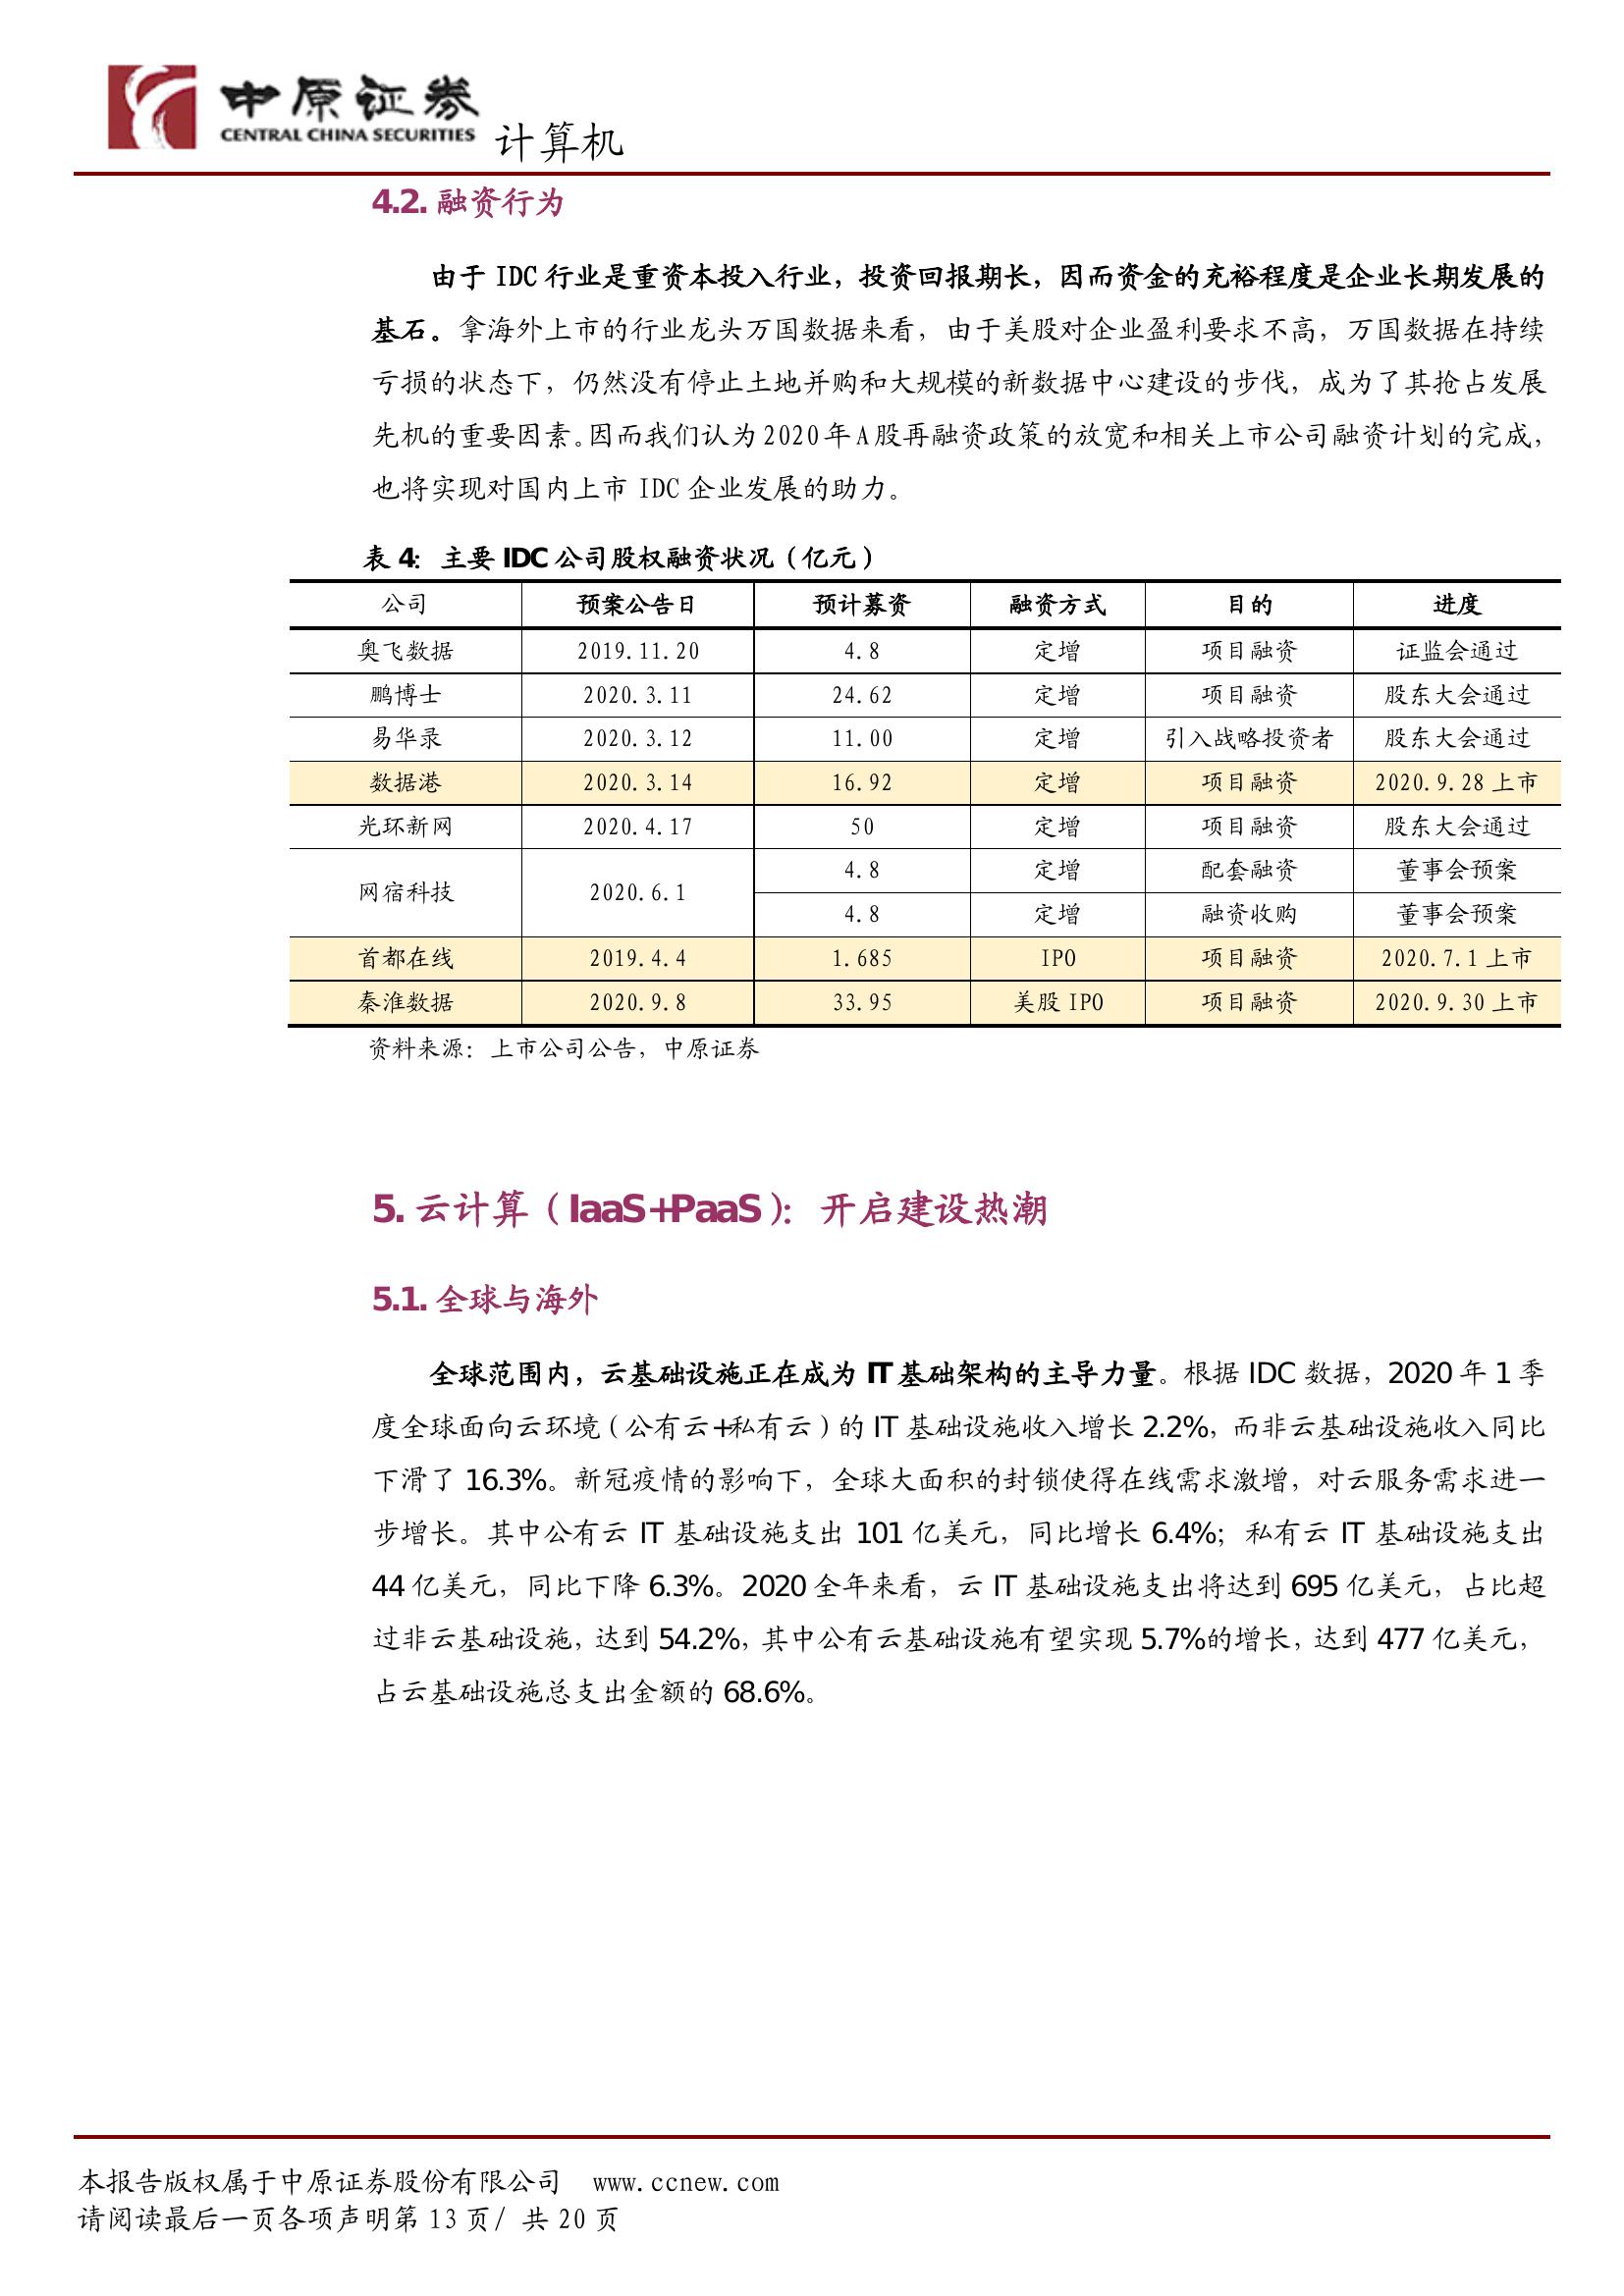 中原证券
CENTRAL CHINA SECURITIES
计算机
4.2. 融资行为
由于 IDC 行业是重资本投入行业，投资回报期长，因而资金的充裕程度是企业长期发展的
基石。拿海外上市的行业龙头万国数据来看，由于美股对企业盈利要求不高，万国数据在持续
亏损的状态下，仍然没有停止土地并购和大规模的新数据中心建设的步伐，成为了其抢占发展
先机的重要因素。因而我们认为 2020 年 A 股再融资政策的放宽和相关上市公司融资计划的完成，
也将实现对国内上市 IDC 企业发展的助力。
表 4：主要 IDC 公司股权融资状况（亿元）
公司 预案公告日 预计募资 融资方式 目的 进度
奥飞数据 2019.11.20 4.8 定增 项目融资 证监会通过
鹏博士 2020.3.11 24.62 定增 项目融资 股东大会通过
易华录 2020.3.12 11.00 定增 引入战略投资者 股东大会通过
数据港 2020.3.14 16.92 定增 项目融资 2020.9.28 上市
光环新网 2020.4.17 50 定增 项目融资 股东大会通过
网宿科技 2020.6.1 4.8 定增 配套融资 董事会预案
4.8 定增 融资收购 董事会预案
首都在线 2019.4.4 1.685 IPO 项目融资 2020.7.1 上市
秦淮数据 2020.9.8 33.95 美股 IPO 项目融资 2020.9.30 上市
资料来源：上市公司公告，中原证券
5. 云计算（IaaS+PaaS）：开启建设热潮
5.1. 全球与海外
全球范围内，云基础设施正在成为 IT 基础架构的主导力量。根据 IDC 数据，2020 年 1 季
度全球面向云环境（公有云+私有云）的 IT 基础设施收入增长 2.2%，而非云基础设施收入同比
下滑了 16.3%。新冠疫情的影响下，全球大面积的封锁使得在线需求激增，对云服务需求进一
步增长。其中公有云 IT 基础设施支出 101 亿美元，同比增长 6.4%；私有云 IT 基础设施支出
44 亿美元，同比下降 6.3%。2020 全年来看，云 IT 基础设施支出将达到 695 亿美元，占比超
过非云基础设施，达到 54.2%，其中公有云基础设施有望实现 5.7%的增长，达到 477 亿美元，
占云基础设施总支出金额的 68.6%。
本报告版权属于中原证券股份有限公司 www.ccnew.com
请阅读最后一页各项声明第 13 页/ 共 20 页